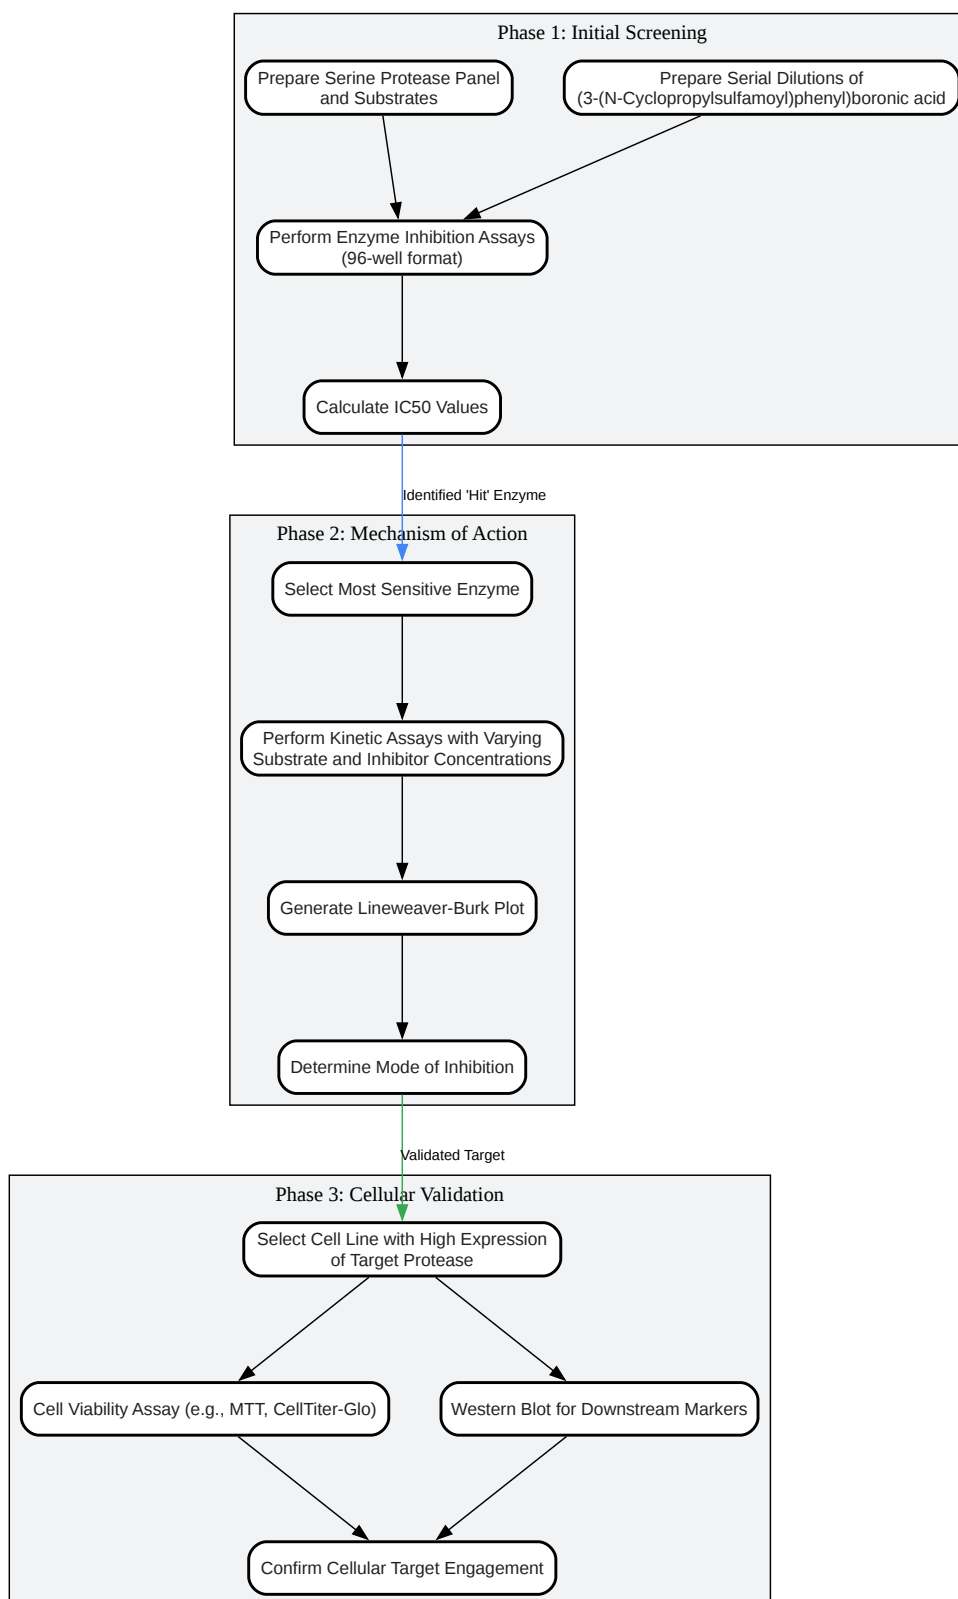 Phase 1: Initial Screening
Prepare Serine Protease Panel
and Substrates
Prepare Serial Dilutions of
(3-(N-Cyclopropylsulfamoyl)phenyl)boronic acid
Perform Enzyme Inhibition Assays
(96-well format)
Calculate IC50 Values
Identified 'Hit' Enzyme
Phase 2: Mechanism of Action
Select Most Sensitive Enzyme
Perform Kinetic Assays with Varying
Substrate and Inhibitor Concentrations
Generate Lineweaver-Burk Plot
Determine Mode of Inhibition
Validated Target
Phase 3: Cellular Validation
Select Cell Line with High Expression
of Target Protease
Cell Viability Assay (e.g., MTT, CellTiter-Glo)
Western Blot for Downstream Markers
Confirm Cellular Target Engagement